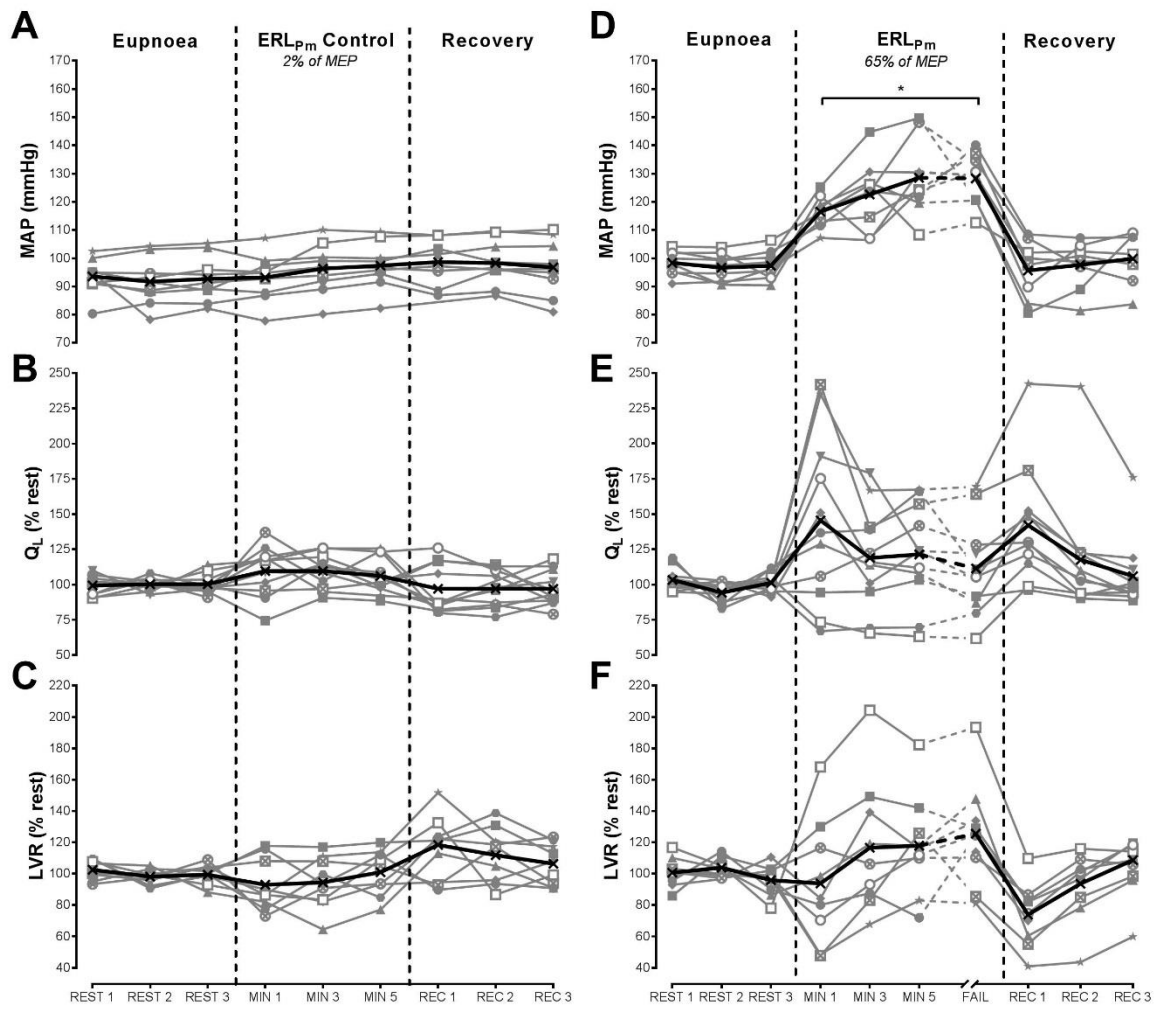 A
Eupnoea
ERLPm Control
2% of MEP
Recovery
MAP (mmHg)
170
160
150
140
130
120
110
100
90
80
70
B
QL (% rest)
250
225
200
175
150
125
100
75
50
C
LVR (% rest)
220
200
180
160
140
120
100
80
60
40
REST 1 REST 2 REST 3 MIN 1 MIN 3 MIN 5 REC 1 REC 2 REC 3
D
Eupnoea
ERLPm
65% of MEP
Recovery
*
MAP (mmHg)
170
160
150
140
130
120
110
100
90
80
70
E
QL (% rest)
250
225
200
175
150
125
100
75
50
F
LVR (% rest)
220
200
180
160
140
120
100
80
60
40
REST 1 REST 2 REST 3 MIN 1 MIN 3 MIN 5 FAIL REC 1 REC 2 REC 3